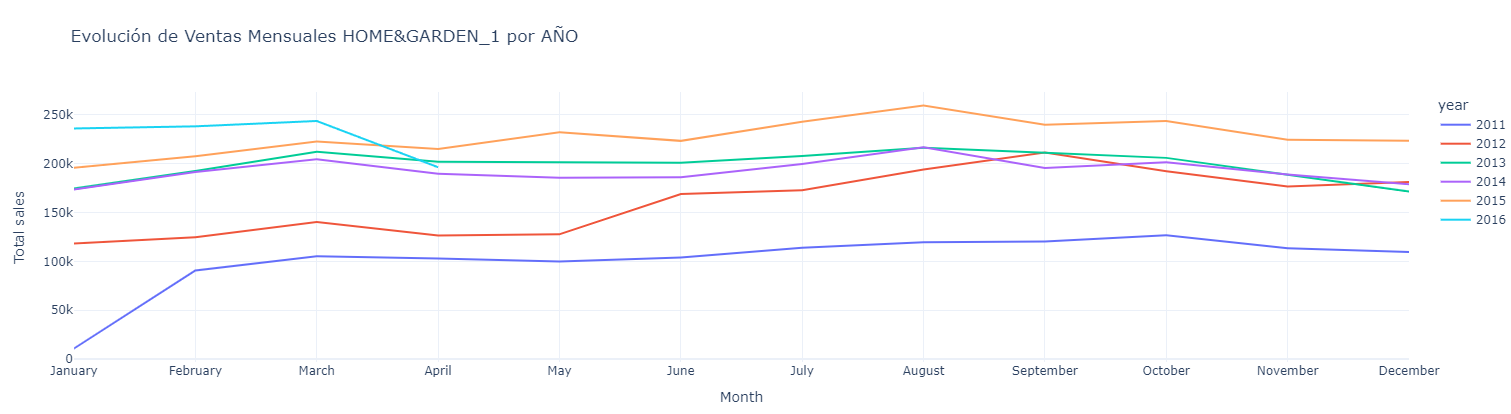 Evolución de Ventas Mensuales HOME&GARDEN_1 por AÑO
Total sales
250k
200k
150k
100k
50k
0
January February March April May June July August September October November December
Month
year
2011
2012
2013
2014
2015
2016